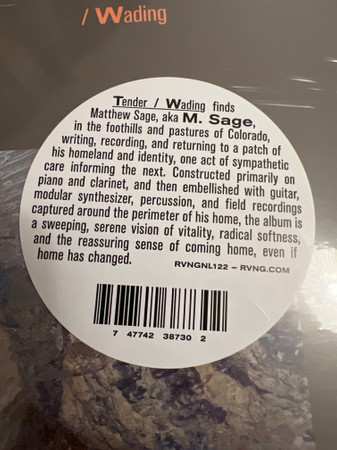 / Wading
Tender / Wading finds
Matthew Sage, aka M. Sage,
in the foothills and pastures of Colorado,
writing, recording, and returning to a patch of
his homeland and identity, one act of sympathetic
care informing the next. Constructed primarily on
piano and clarinet, and then embellished with guitar,
modular synthesizer, percussion, and field recordings
captured around the perimeter of his home, the album is
a sweeping, serene vision of vitality, radical softness,
and the reassuring sense of coming home, even if
home has changed.
RVNGNL122 – RVNG.COM
7 47742 38730 2